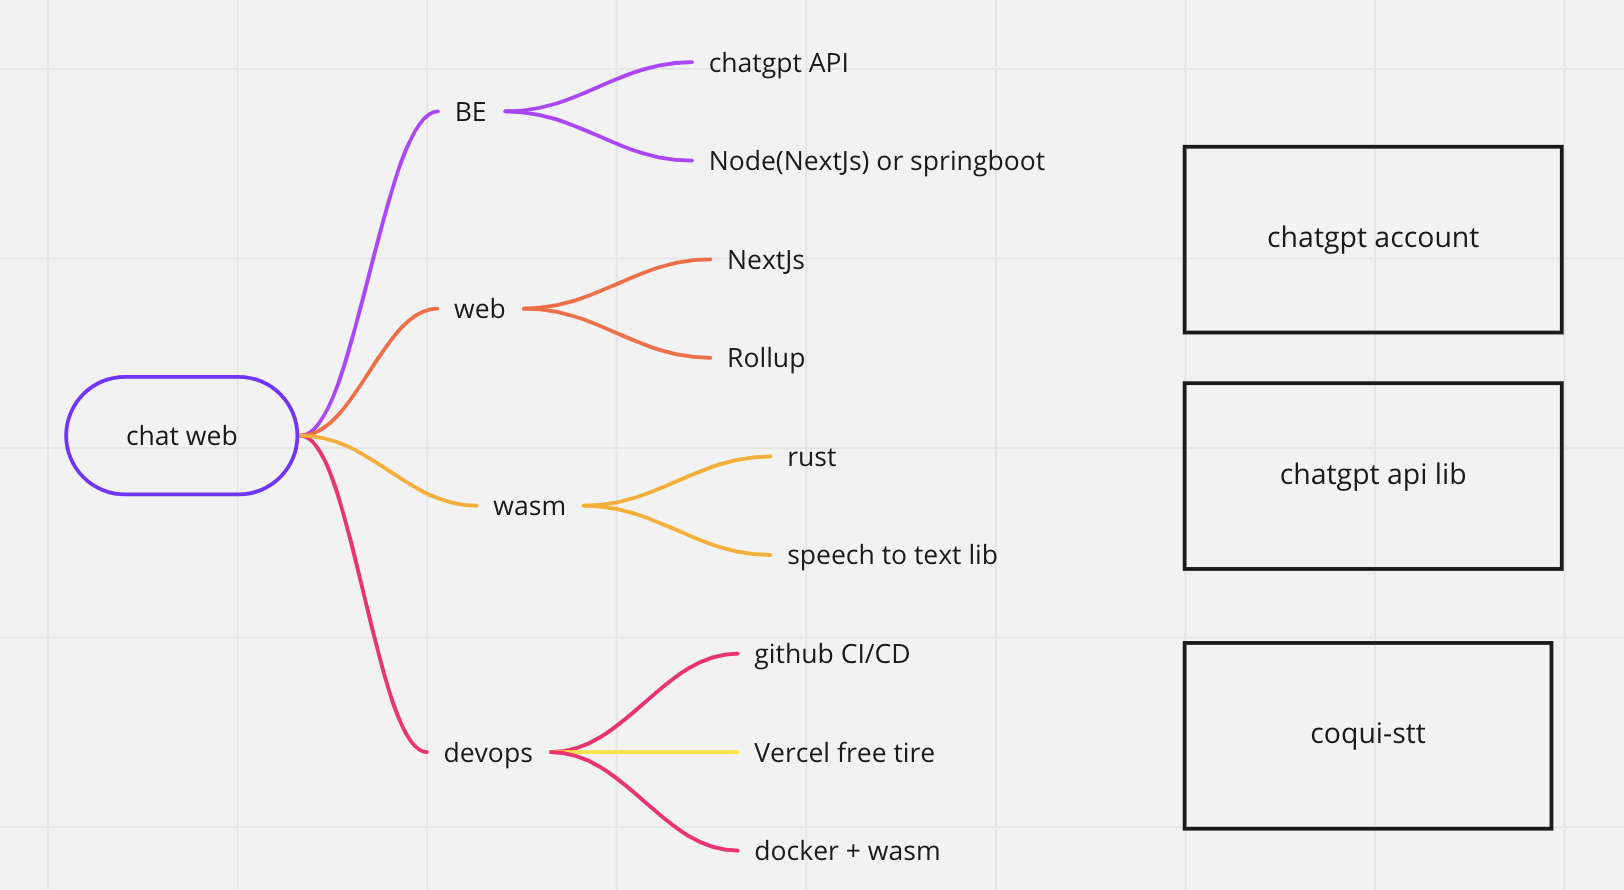 chat web
BE
chatgpt API
Node(NextJs) or springboot
web
NextJs
Rollup
wasm
rust
speech to text lib
devops
github CI/CD
Vercel free tire
docker + wasm
chatgpt account
chatgpt api lib
coqui-stt